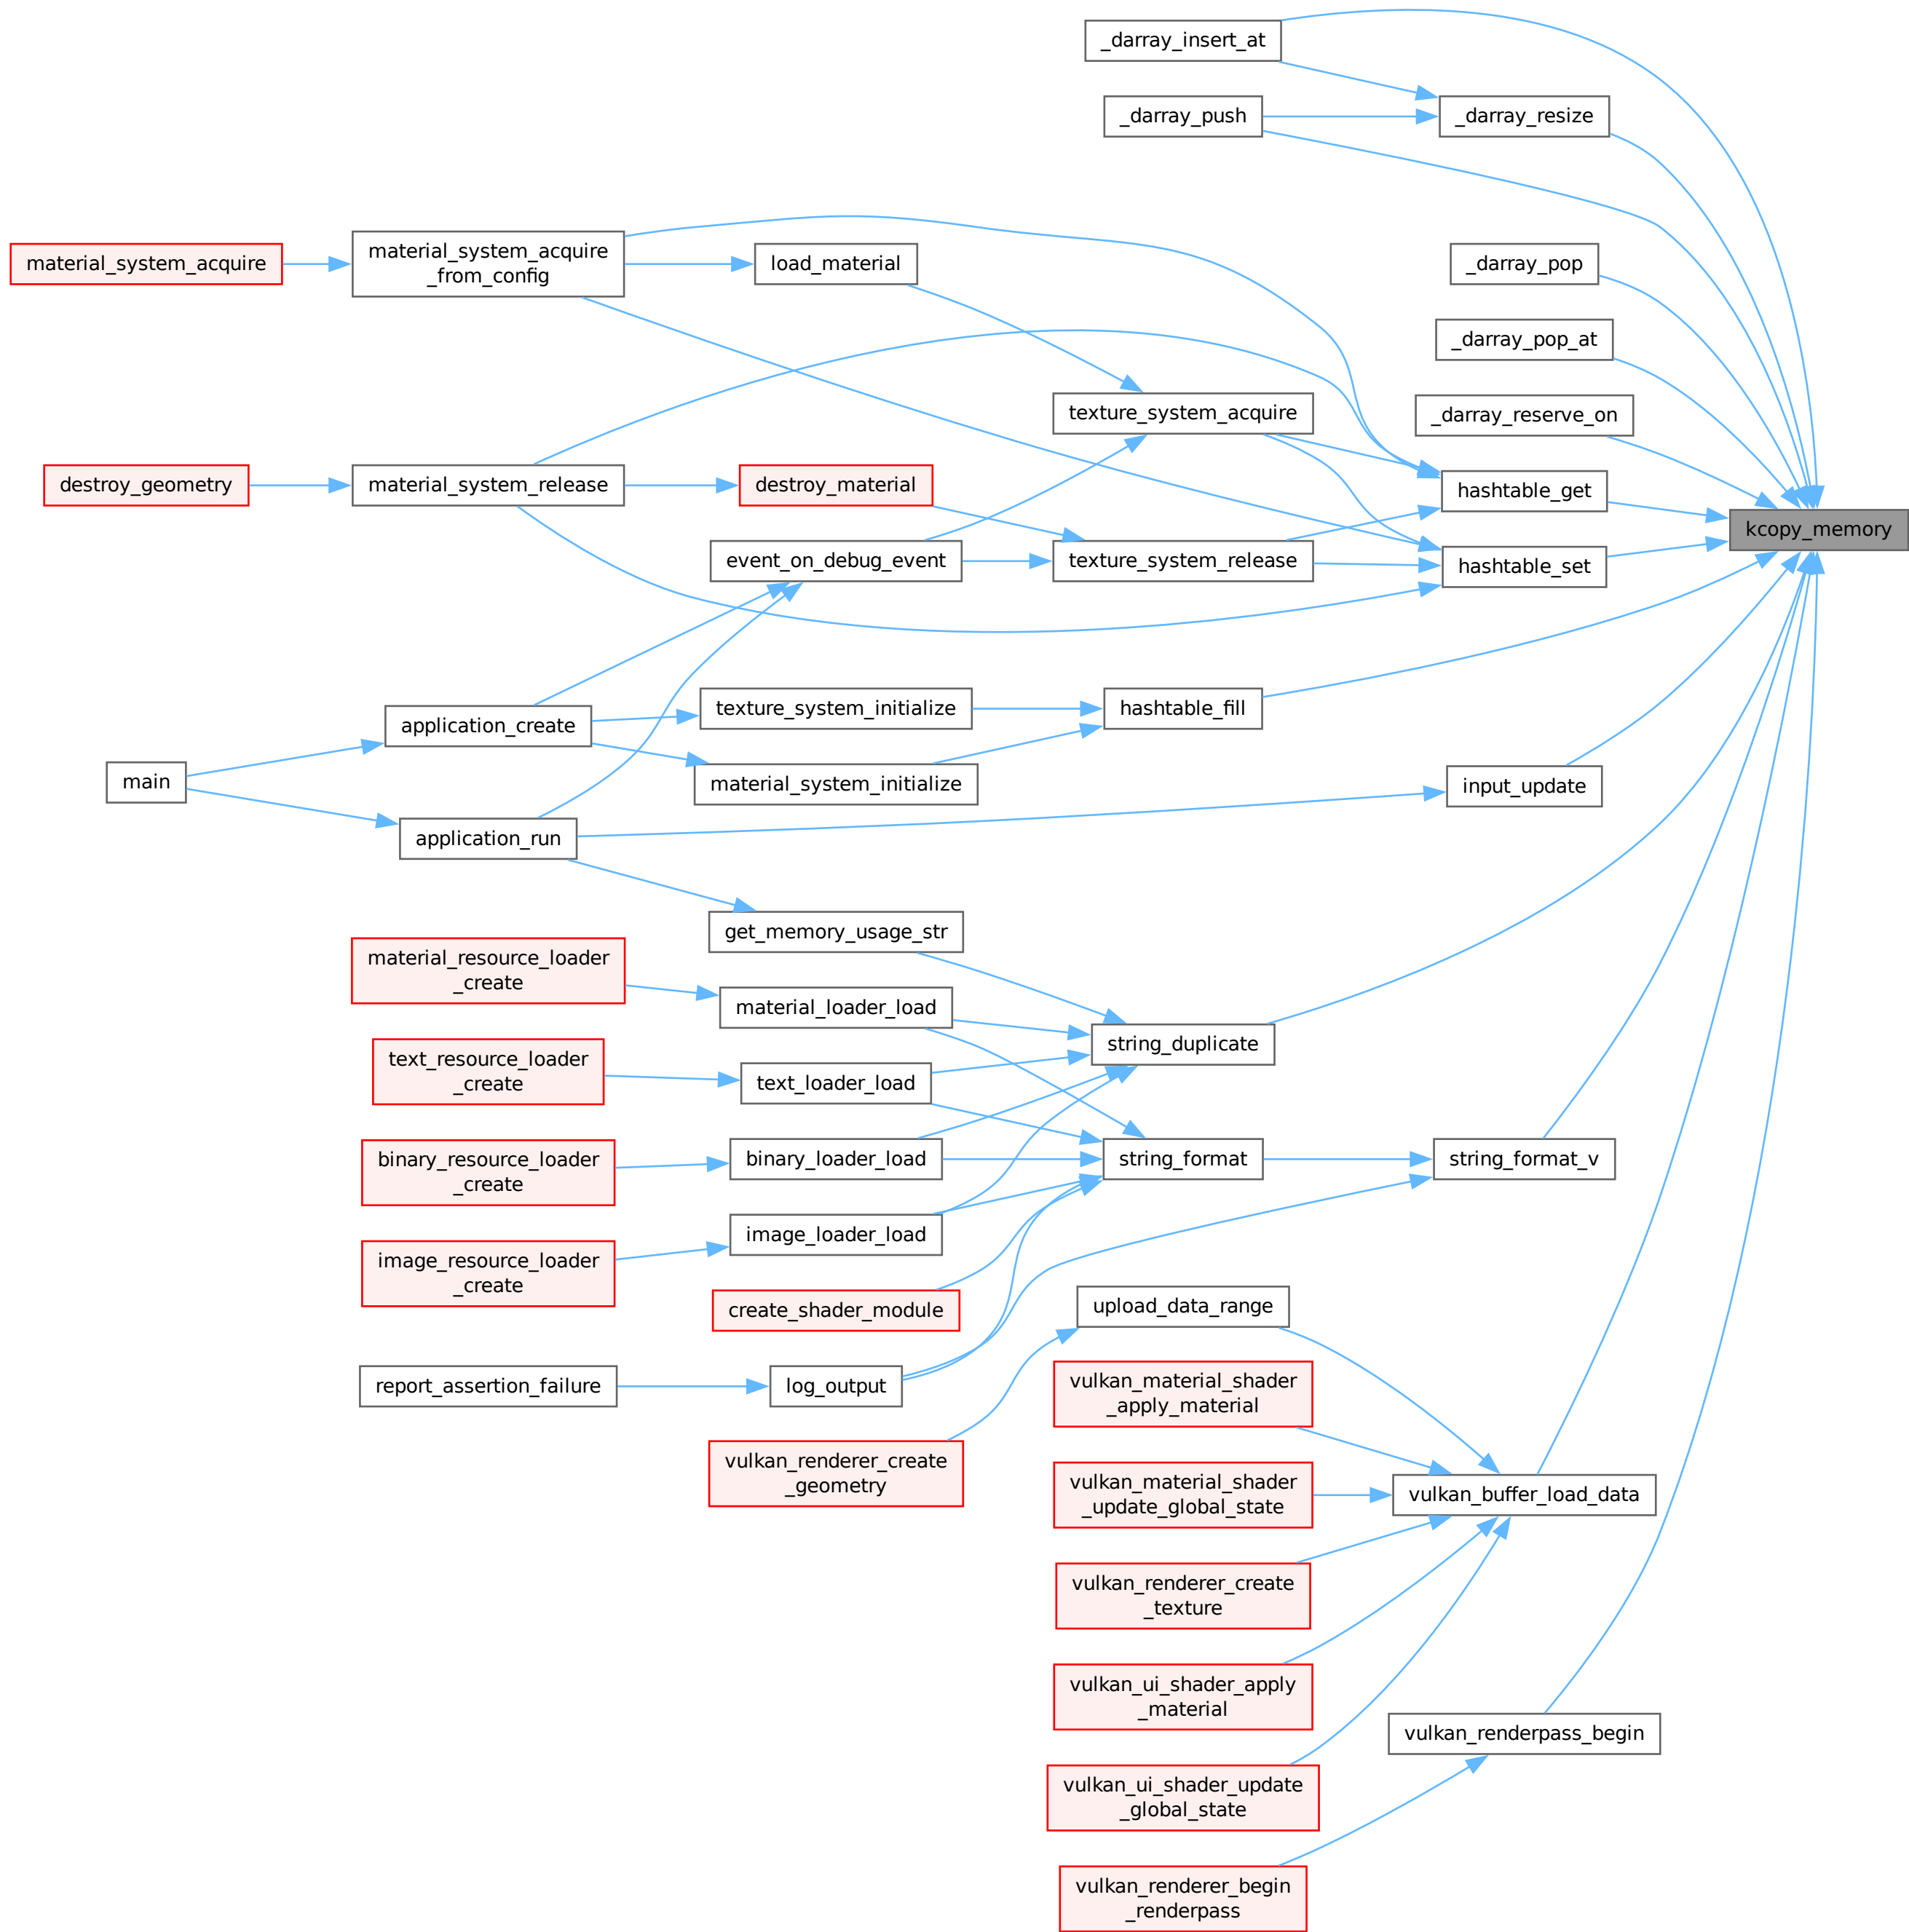 _darray_insert_at
_darray_push
_darray_resize
_darray_pop
material_system_acquire
material_system_acquire
_from_config
load_material
_darray_pop_at
texture_system_acquire
_darray_reserve_on
destroy_geometry
material_system_release
destroy_material
hashtable_get
kcopy_memory
event_on_debug_event
texture_system_release
hashtable_set
texture_system_initialize
hashtable_fill
application_create
main
material_system_initialize
input_update
application_run
get_memory_usage_str
material_resource_loader
_create
material_loader_load
string_duplicate
text_resource_loader
_create
text_loader_load
binary_resource_loader
_create
binary_loader_load
string_format
string_format_v
image_loader_load
image_resource_loader
_create
create_shader_module
upload_data_range
report_assertion_failure
log_output
vulkan_material_shader
_apply_material
vulkan_renderer_create
_geometry
vulkan_material_shader
_update_global_state
vulkan_buffer_load_data
vulkan_renderer_create
_texture
vulkan_ui_shader_apply
_material
vulkan_renderpass_begin
vulkan_ui_shader_update
_global_state
vulkan_renderer_begin
_renderpass